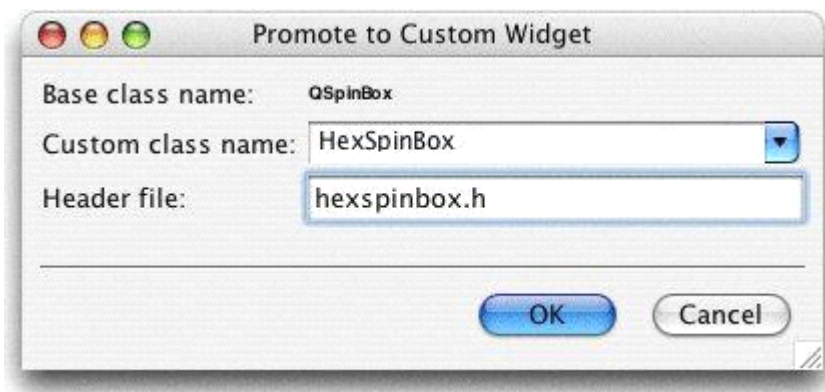 Promote to Custom Widget
Base class name: QSpinBox
Custom class name: HexSpinBox
Header file: hexspinbox.h
OK Cancel